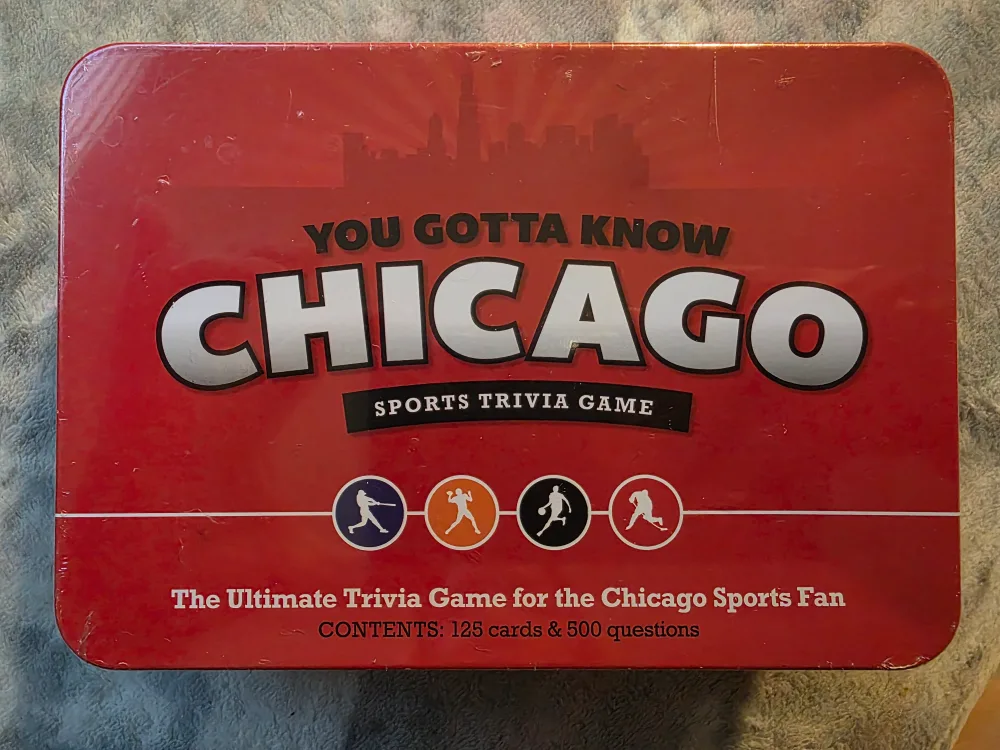 YOU GOTTA KNOW
CHICAGO
SPORTS TRIVIA GAME
The Ultimate Trivia Game for the Chicago Sports Fan
CONTENTS: 125 cards & 500 questions